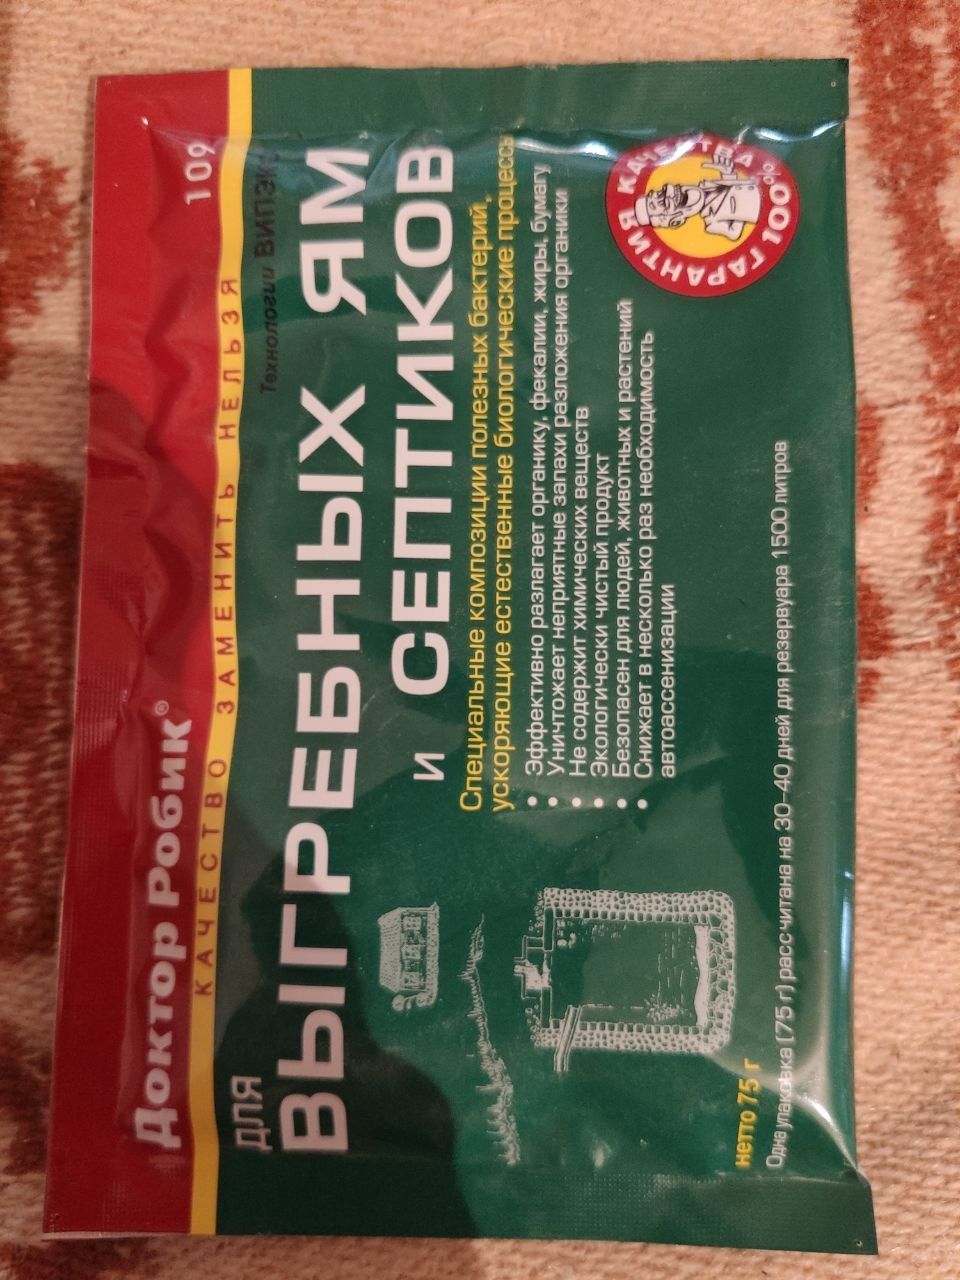 Доктор Робик® 109
КАЧЕСТВО ЗАМЕНИТЬ НЕЛЬЗЯ
Технологии ВИПЭКО
для
ВЫГРЕБНЫХ ЯМ
и СЕПТИКОВ
Специальные композиции полезных бактерий,
ускоряющие естественные биологические процессы
• Эффективно разлагает органику, фекалии, жиры, бумагу
• Уничтожает неприятные запахи разложения органики
• Не содержит химических веществ
• Экологически чистый продукт
• Безопасен для людей, животных и растений
• Снижает в несколько раз необходимость
автоассенизации
ГАРАНТИЯ КАЧЕСТВА 100%
нетто 75 г
Одна упаковка (75 г) рассчитана на 30–40 дней для резервуара 1500 литров